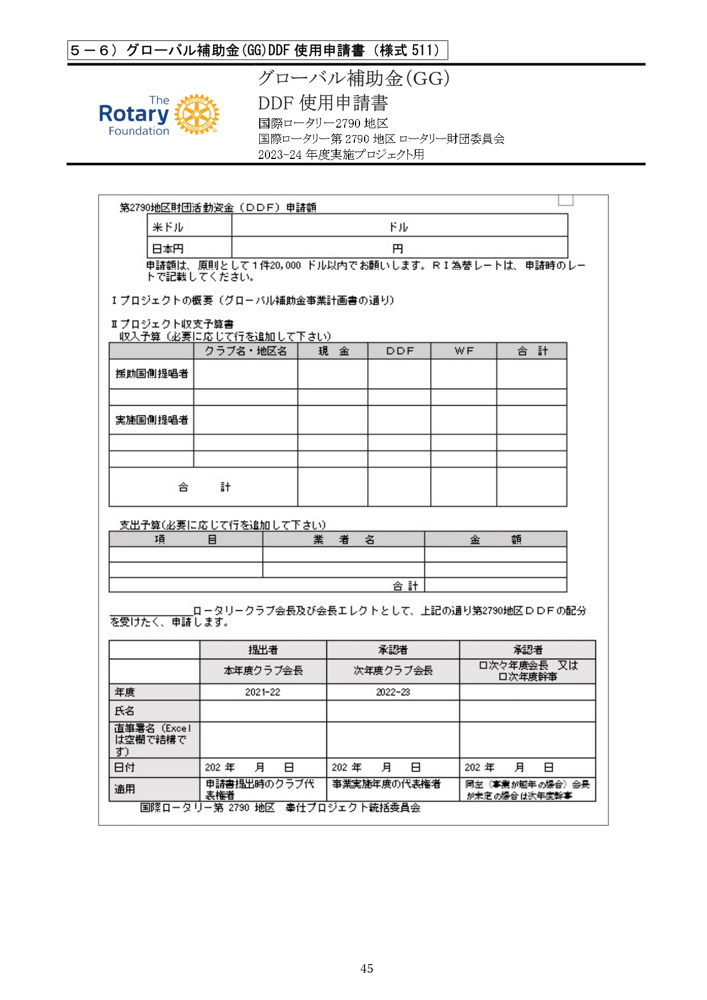 ５－６）グローバル補助金(GG)DDF 使用申請書（様式 511）
グローバル補助金(GG)
DDF 使用申請書
The
Rotary
Foundation
国際ロータリー2790 地区
国際ロータリー第 2790 地区 ロータリー財団委員会
2023-24 年度実施プロジェクト用
第2790地区財団活動資金（ＤＤＦ）申請額
米ドル ドル
日本円 円
申請額は、原則として１件20,000 ドル以内でお願いします。ＲＩ為替レートは、申請時のレー
トで記載してください。
Ⅰ プロジェクトの概要（グローバル補助金事業計画書の通り）
Ⅱ プロジェクト収支予算書
収入予算（必要に応じて行を追加して下さい）
クラブ名・地区名 現 金 ＤＤＦ ＷＦ 合 計
援助国側提唱者
実施国側提唱者
合 計
支出予算(必要に応じて行を追加して下さい）
項 目 業 者 名 金 額
合 計
＿＿＿＿＿＿＿＿ロータリークラブ会長及び会長エレクトとして、上記の通り第2790地区ＤＤＦの配分
を受けたく、申請します。
提出者 承認者 承認者
本年度クラブ会長 次年度クラブ会長 口次々年度会長 又は
口次年度幹事
年度 2021-22 2022-23
氏名
直筆署名（Excel
は空欄で結構で
す）
日付 202 年 月 日 202 年 月 日 202 年 月 日
適用 申請書提出時のクラブ代 事業実施年度の代表権者 同左（事業が翌年の場合）会長
表権者 が未定の場合は次年度幹事
国際ロータリー第 2790 地区 奉仕プロジェクト統括委員会
45